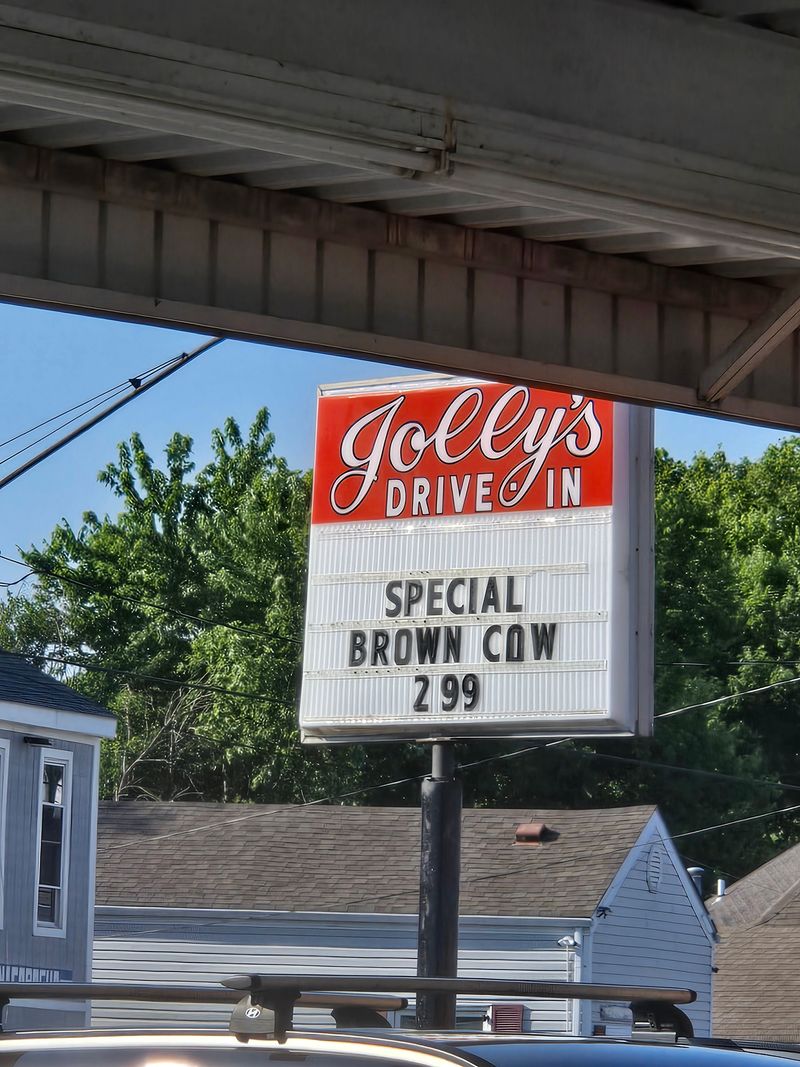 Jolly's
DRIVE-IN
SPECIAL
BROWN COW
2 99